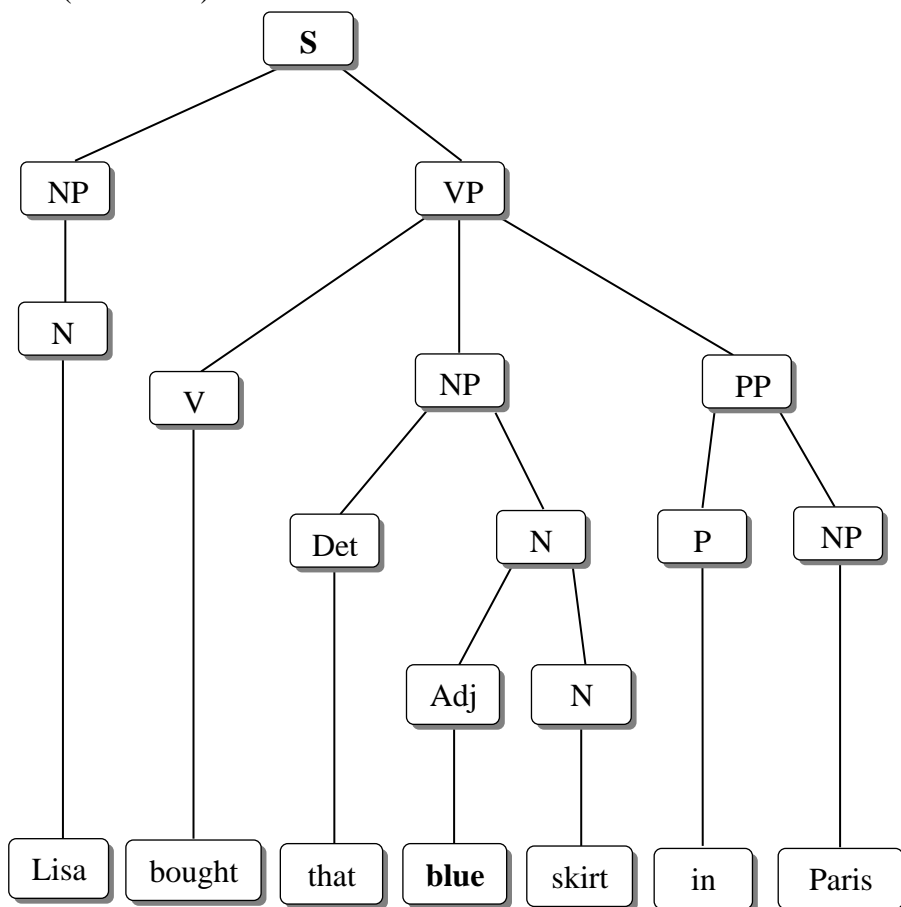 S
NP VP
N
V NP PP
Det N P NP
Adj N
Lisa bought that blue skirt in Paris